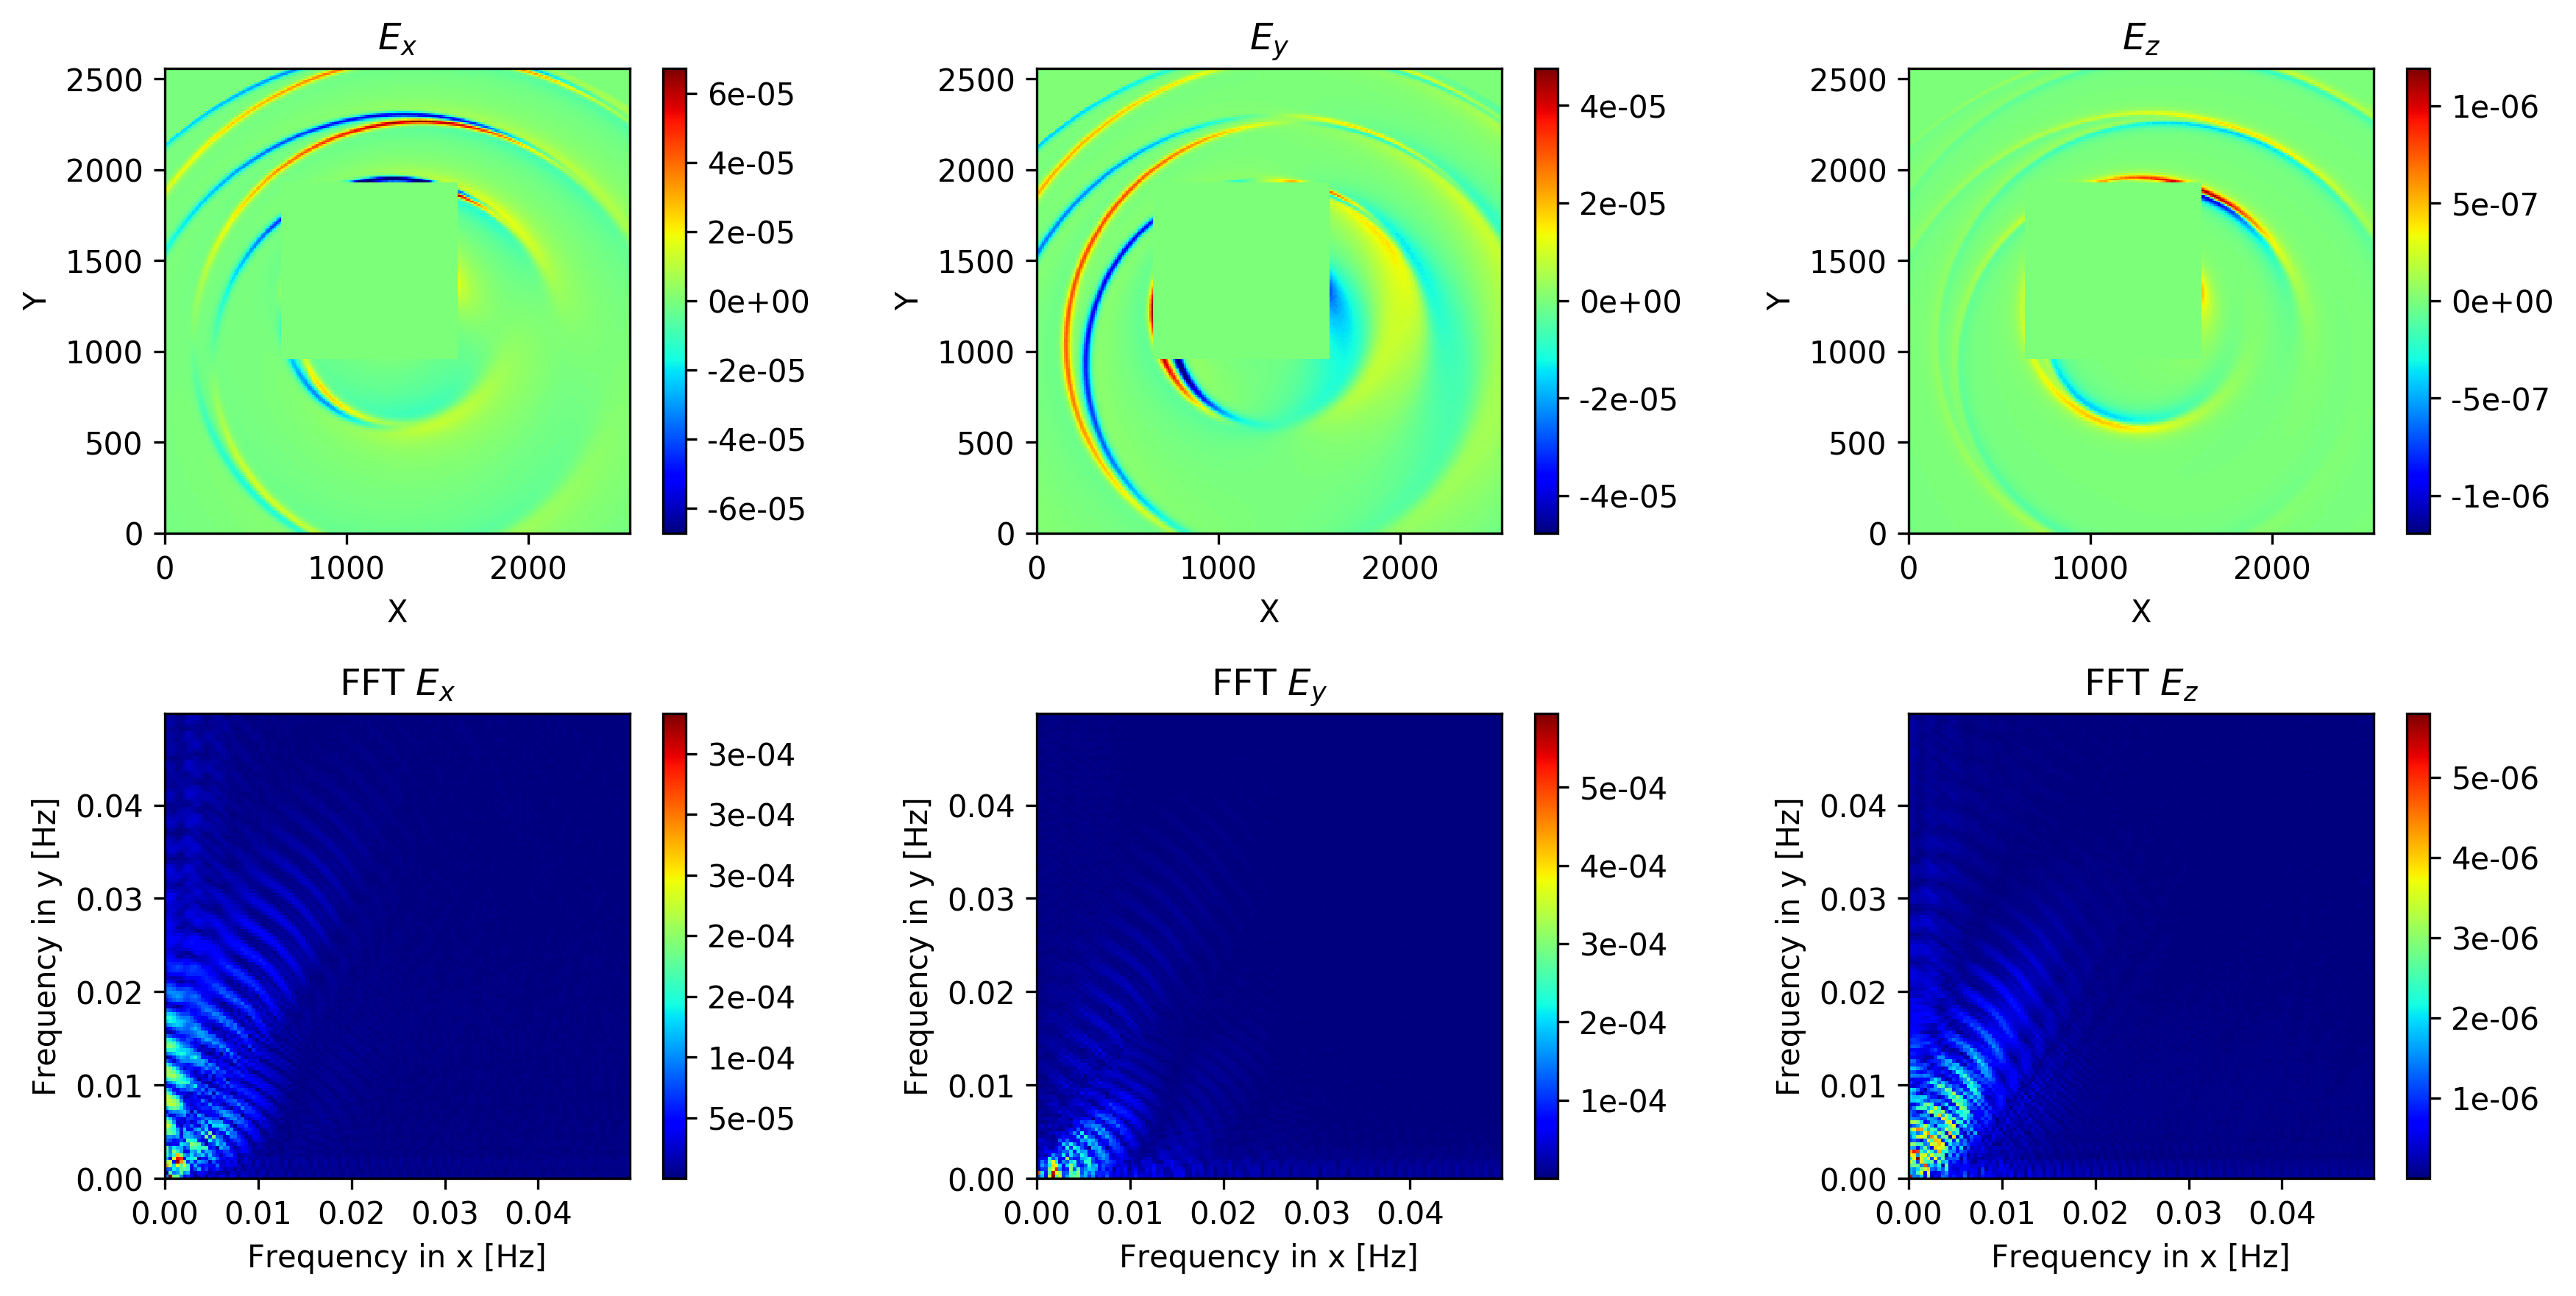 E_x
E_y
E_z
2500
2000
1500
1000
500
0
Y
0 1000 2000
X
6e-05
4e-05
2e-05
0e+00
-2e-05
-4e-05
-6e-05
2500
2000
1500
1000
500
0
Y
0 1000 2000
X
4e-05
2e-05
0e+00
-2e-05
-4e-05
2500
2000
1500
1000
500
0
Y
0 1000 2000
X
1e-06
5e-07
0e+00
-5e-07
-1e-06
FFT E_x
FFT E_y
FFT E_z
0.04
0.03
0.02
0.01
0.00
Frequency in y [Hz]
0.00 0.01 0.02 0.03 0.04
Frequency in x [Hz]
3e-04
3e-04
3e-04
2e-04
2e-04
1e-04
5e-05
0.04
0.03
0.02
0.01
0.00
Frequency in y [Hz]
0.00 0.01 0.02 0.03 0.04
Frequency in x [Hz]
5e-04
4e-04
3e-04
2e-04
1e-04
0.04
0.03
0.02
0.01
0.00
Frequency in y [Hz]
0.00 0.01 0.02 0.03 0.04
Frequency in x [Hz]
5e-06
4e-06
3e-06
2e-06
1e-06